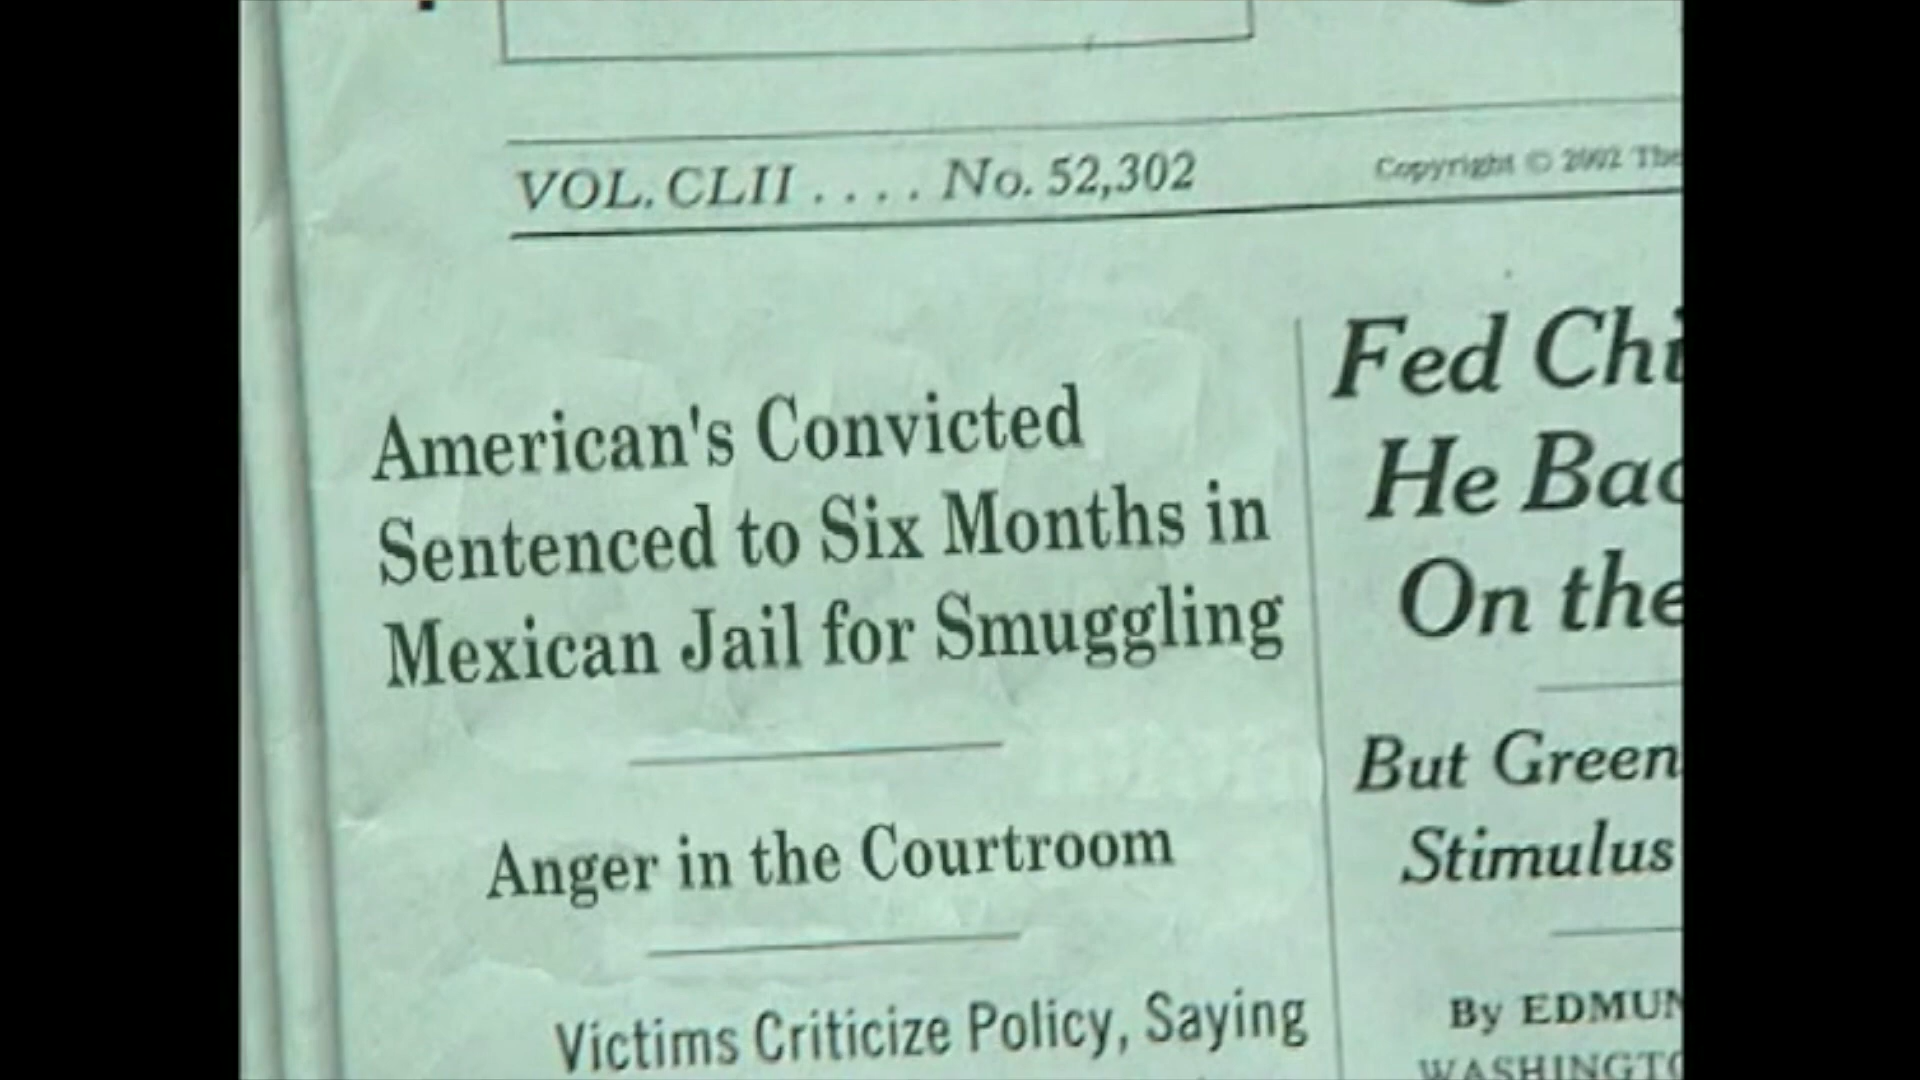 VOL. CLII .... No. 52,302
Copyright © 2002 The
American's Convicted
Sentenced to Six Months in
Mexican Jail for Smuggling
Anger in the Courtroom
Victims Criticize Policy, Saying
Fed Chi
He Bac
On the
But Green
Stimulus
By EDMUN
WASHINGTO